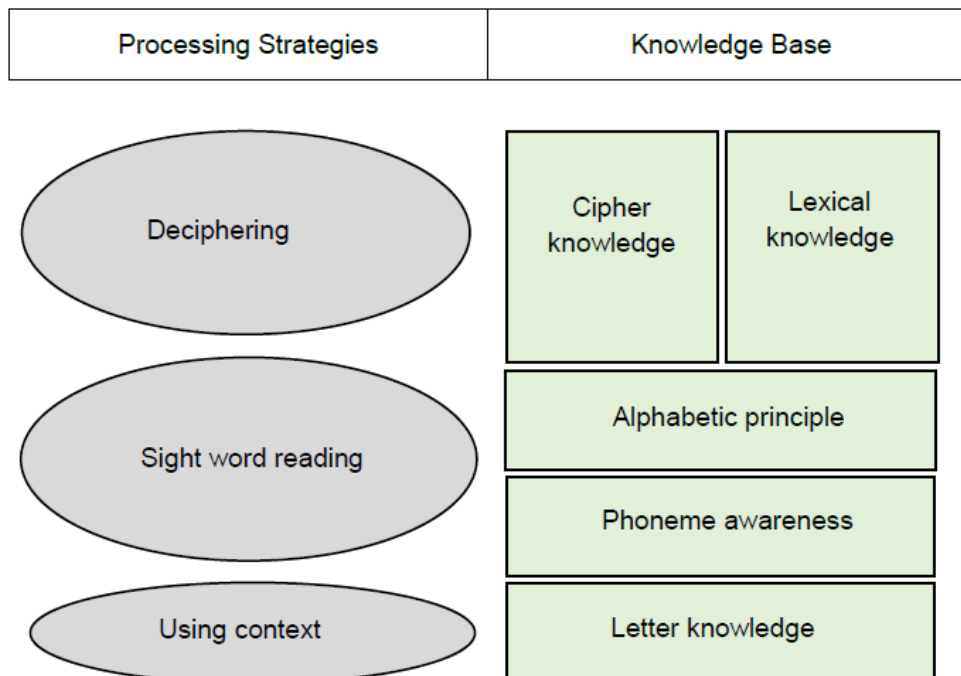 Processing Strategies
Knowledge Base
Deciphering
Cipher
knowledge
Lexical
knowledge
Sight word reading
Alphabetic principle
Phoneme awareness
Using context
Letter knowledge